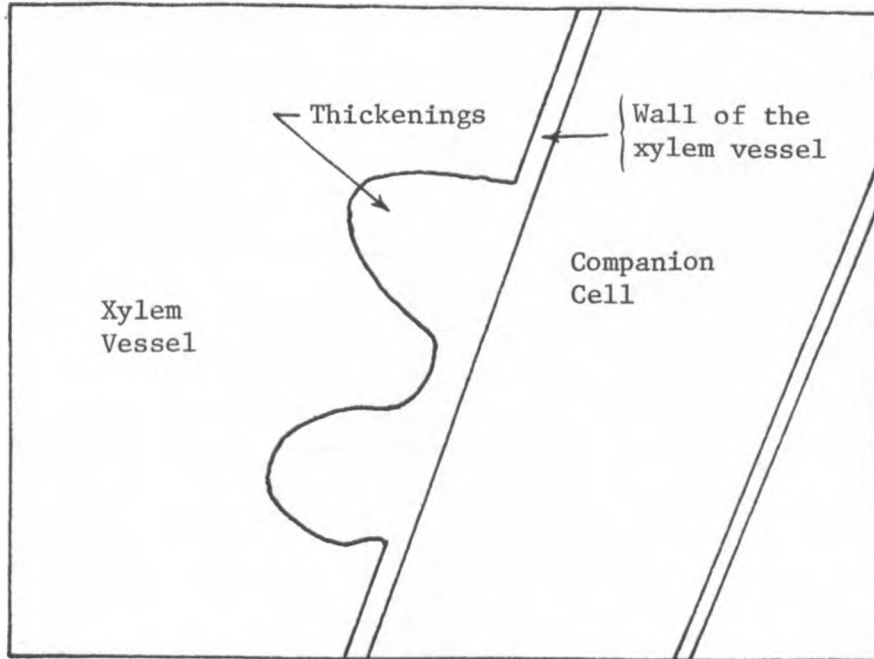 Thickenings
Wall of the
xylem vessel
Companion
Cell
Xylem
Vessel